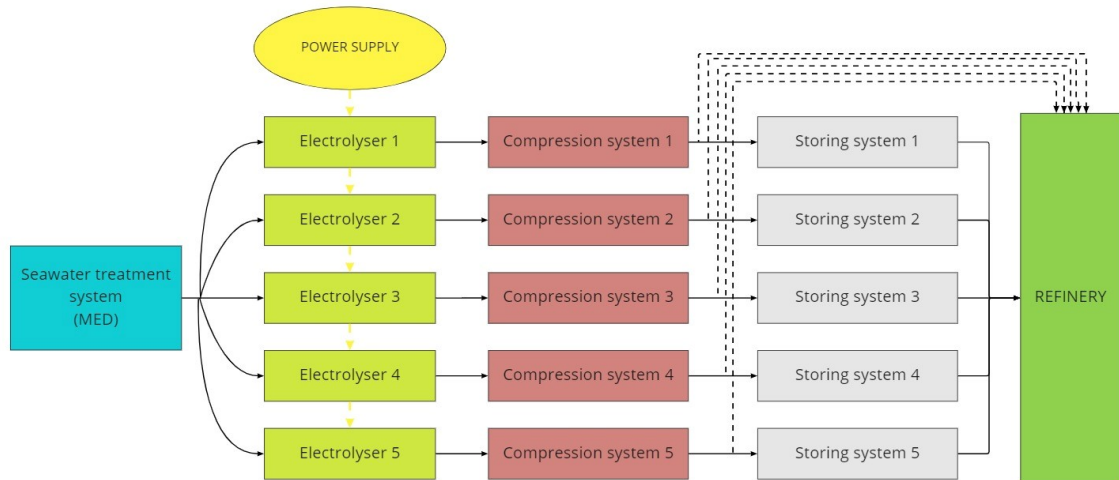 POWER SUPPLY
Electrolyser 1
Compression system 1
Storing system 1
Electrolyser 2
Compression system 2
Storing system 2
Seawater treatment
system
(MED)
Electrolyser 3
Compression system 3
Storing system 3
REFINERY
Electrolyser 4
Compression system 4
Storing system 4
Electrolyser 5
Compression system 5
Storing system 5